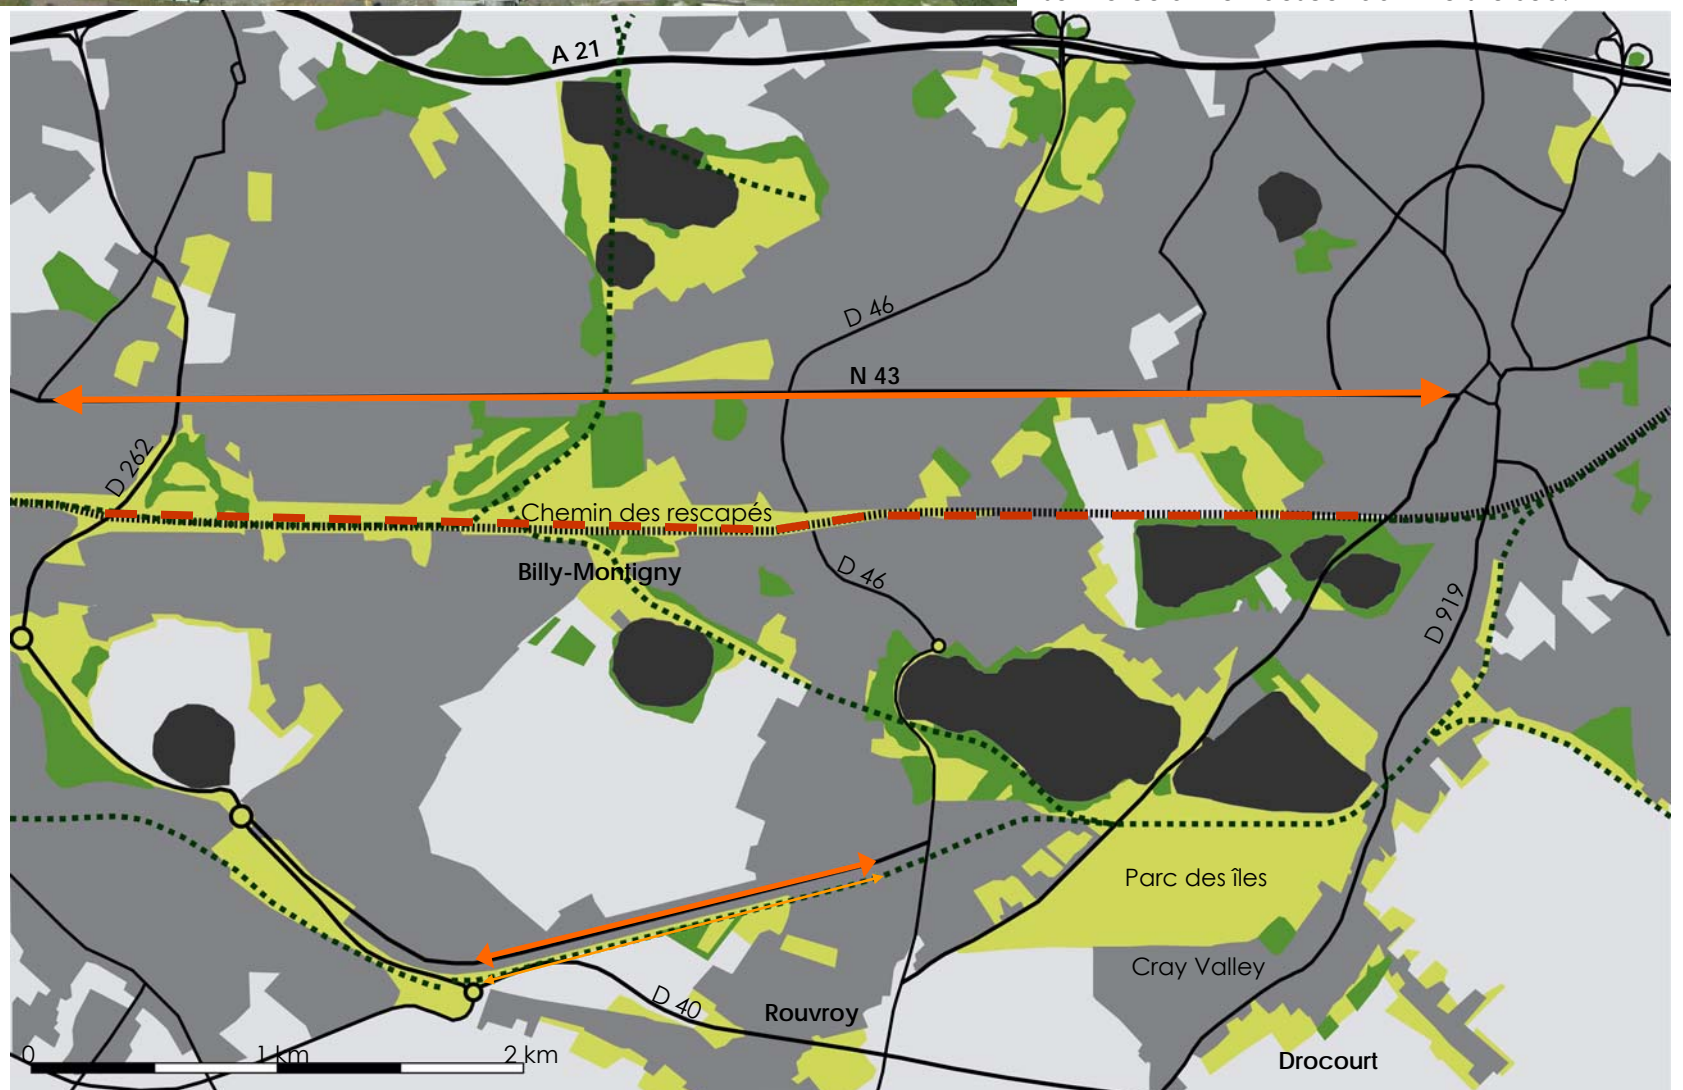 A 21
D 46
N 43
D 262
Chemin des rescapés
Billy-Montigny
D 46
D 919
Parc des îles
Cray Valley
D 40
Rouvroy
Drocourt
0 1 km 2 km